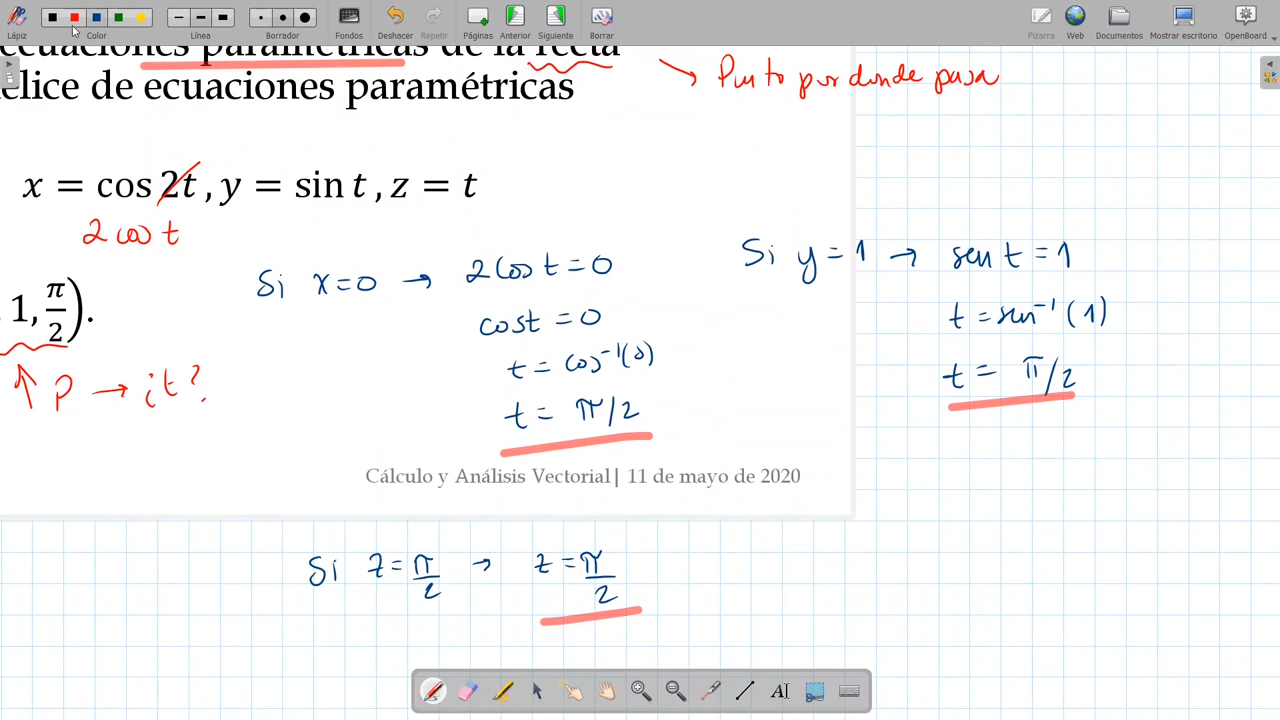 Lápiz Color Línea Borrador Fondos Deshacer Repetir Páginas Anterior Siguiente Borrar Pizarra Web Documentos Mostrar escritorio OpenBoard
ecuaciones paramétricas de la recta
élice de ecuaciones paramétricas
Punto por donde pasa
x = cos 2t , y = sin t , z = t
2 cos t
Si x = 0 → 2 cos t = 0
cos t = 0
t = cos⁻¹(0)
t = π/2
Si y = 1 → sen t = 1
t = sen⁻¹(1)
t = π/2
1, π/2).
↑ P → ¿t?
Cálculo y Análisis Vectorial| 11 de mayo de 2020
Si z = π/2 → z = π/2